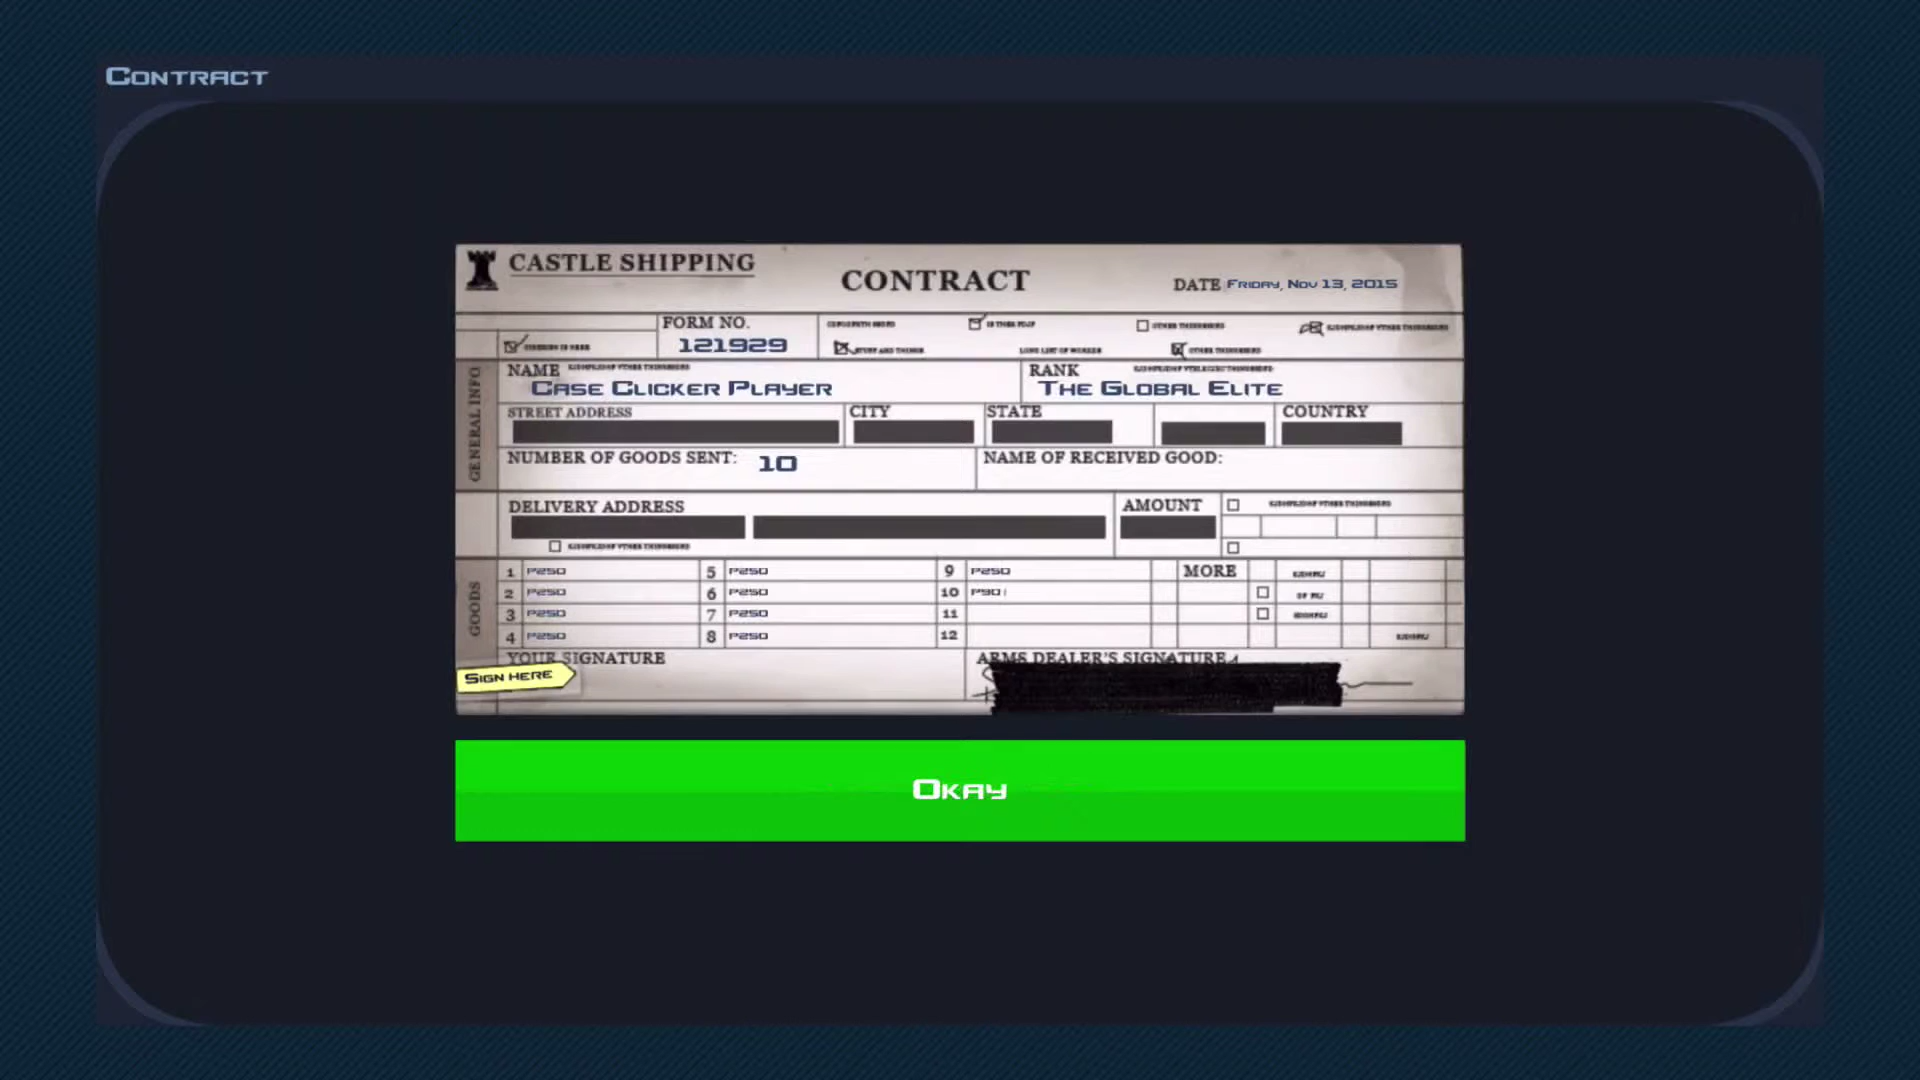 Contract
CASTLE SHIPPING
CONTRACT
DATE Friday, Nov 13, 2015
FORM NO.
121929
NAME
Case Clicker Player
RANK
The Global Elite
GENERAL INFO
STREET ADDRESS
CITY
STATE
COUNTRY
NUMBER OF GOODS SENT: 10
NAME OF RECEIVED GOOD:
DELIVERY ADDRESS
AMOUNT
GOODS
1 P250 5 P250 9 P250 MORE
2 P250 6 P250 10 P90
3 P250 7 P250 11
4 P250 8 P250 12
YOUR SIGNATURE
ARMS DEALER'S SIGNATURE
Sign here
Okay